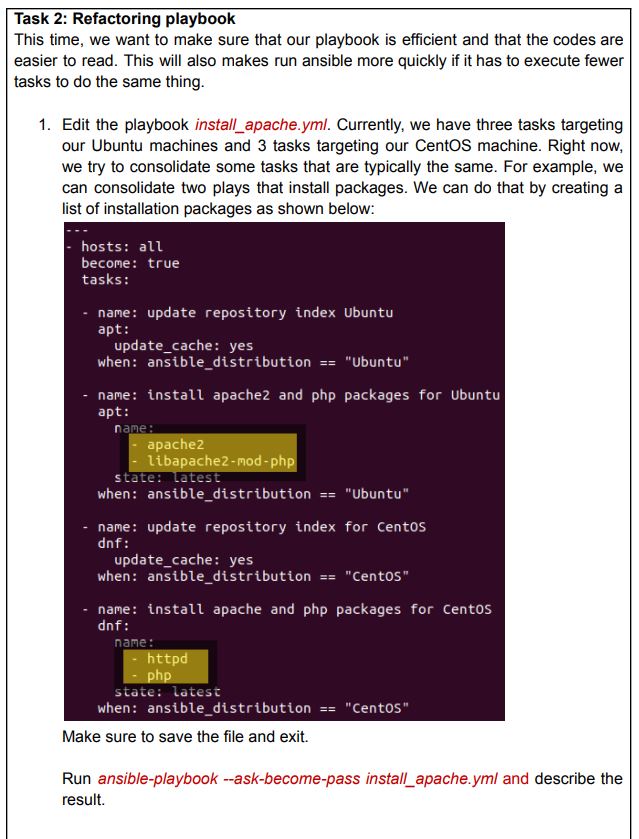 Task 2: Refactoring playbook
This time, we want to make sure that our playbook is efficient and that the codes are
easier to read. This will also makes run ansible more quickly if it has to execute fewer
tasks to do the same thing.
1. Edit the playbook install_apache.yml. Currently, we have three tasks targeting
our Ubuntu machines and 3 tasks targeting our CentOS machine. Right now,
we try to consolidate some tasks that are typically the same. For example, we
can consolidate two plays that install packages. We can do that by creating a
list of installation packages as shown below:
---
- hosts: all
  become: true
  tasks:

  - name: update repository index Ubuntu
    apt:
      update_cache: yes
    when: ansible_distribution == "Ubuntu"

  - name: install apache2 and php packages for Ubuntu
    apt:
      name:
        - apache2
        - libapache2-mod-php
      state: latest
    when: ansible_distribution == "Ubuntu"

  - name: update repository index for CentOS
    dnf:
      update_cache: yes
    when: ansible_distribution == "CentOS"

  - name: install apache and php packages for CentOS
    dnf:
      name:
        - httpd
        - php
      state: latest
    when: ansible_distribution == "CentOS"
Make sure to save the file and exit.
Run ansible-playbook --ask-become-pass install_apache.yml and describe the
result.